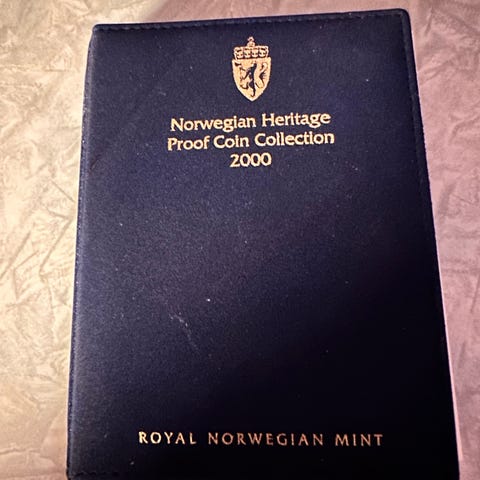 Norwegian Heritage
Proof Coin Collection
2000
ROYAL NORWEGIAN MINT